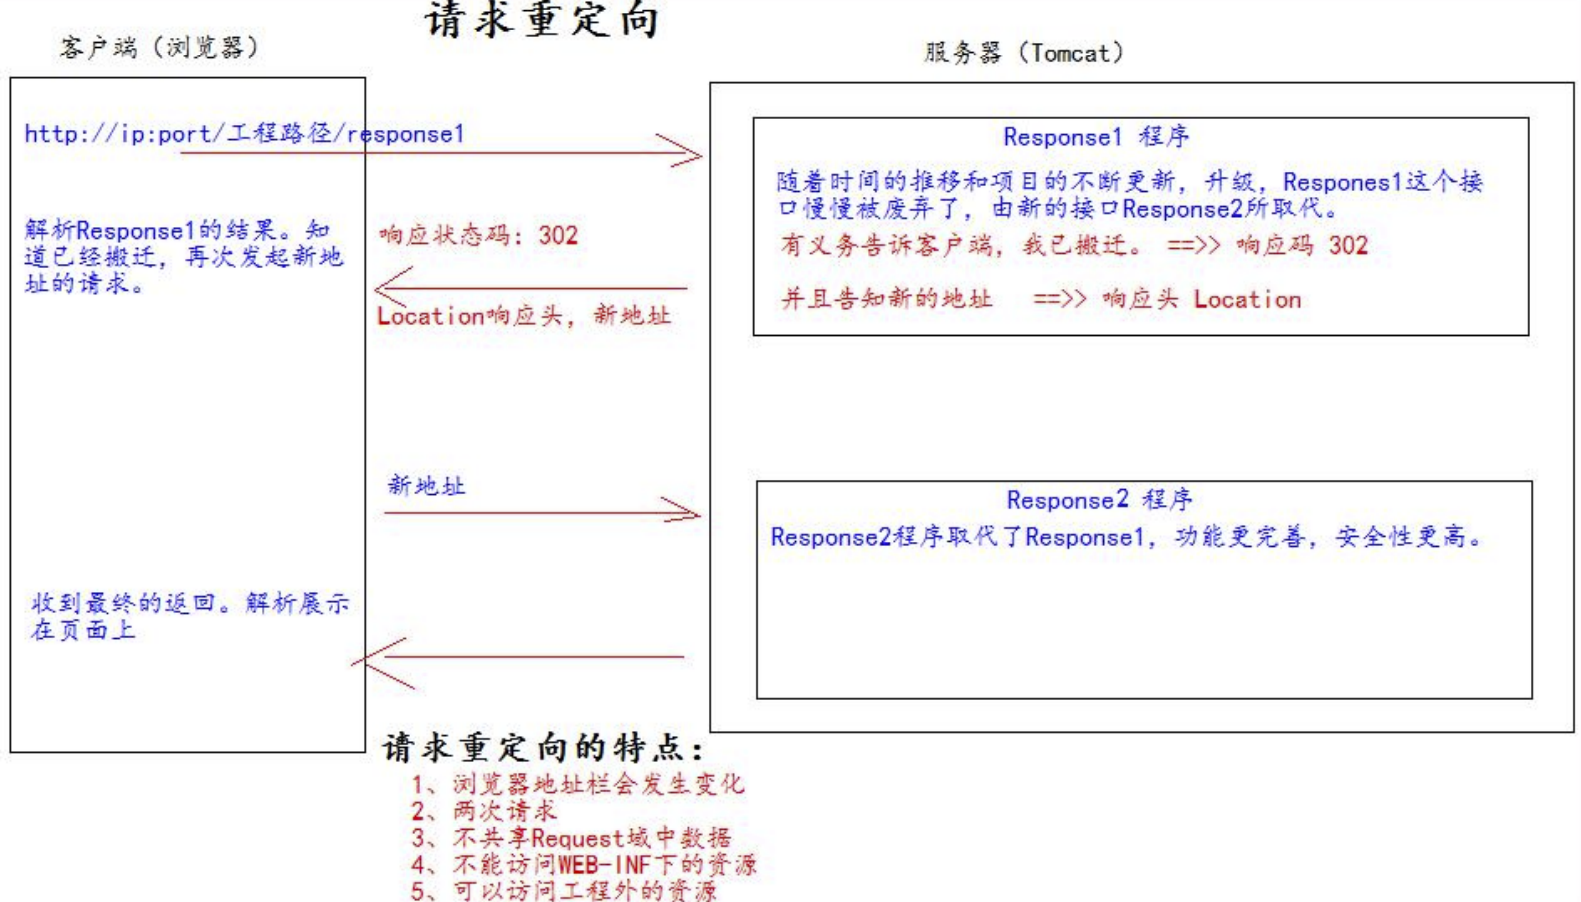 请求重定向
客户端（浏览器）
服务器（Tomcat）
http://ip:port/工程路径/response1
Response1 程序
随着时间的推移和项目的不断更新，升级，Respones1这个接
口慢慢被废弃了，由新的接口Response2所取代。
有义务告诉客户端，我已搬迁。 ==>> 响应码 302
并且告知新的地址 ==>> 响应头 Location
解析Response1的结果。知
道已经搬迁，再次发起新地
址的请求。
响应状态码：302
Location响应头，新地址
新地址
Response2 程序
Response2程序取代了Response1，功能更完善，安全性更高。
收到最终的返回。解析展示
在页面上
请求重定向的特点：
1、浏览器地址栏会发生变化
2、两次请求
3、不共享Request域中数据
4、不能访问WEB-INF下的资源
5、可以访问工程外的资源